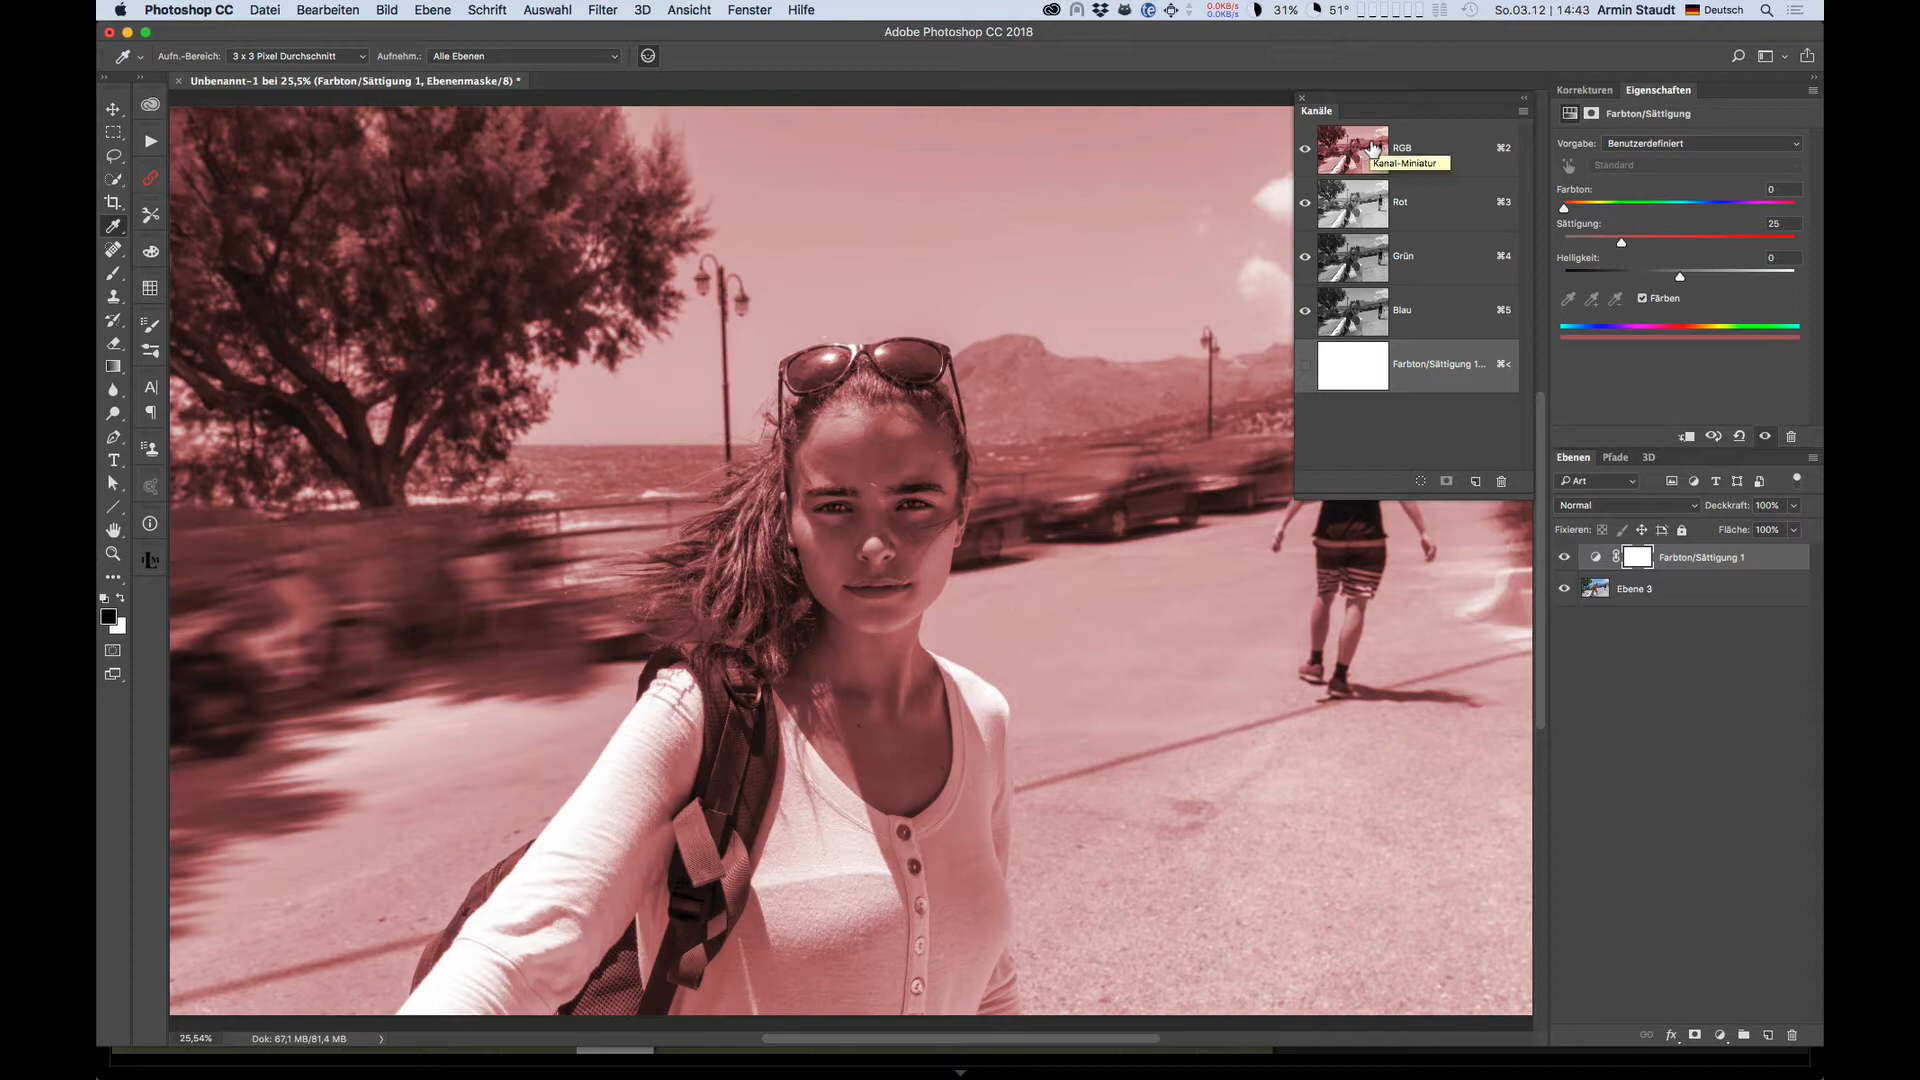 Photoshop CC Datei Bearbeiten Bild Ebene Schrift Auswahl Filter 3D Ansicht Fenster Hilfe
0.0KB/s
0.0KB/s
31% 51° So.03.12 14:43 Armin Staudt Deutsch
Adobe Photoshop CC 2018
Aufn.-Bereich: 3 x 3 Pixel Durchschnitt Aufnehm.: Alle Ebenen
Unbenannt-1 bei 25,5% (Farbton/Sättigung 1, Ebenenmaske/8) *
Kanäle
RGB ⌘2
Kanal-Miniatur
Rot ⌘3
Grün ⌘4
Blau ⌘5
Farbton/Sättigung 1... ⌘<
Korrekturen Eigenschaften
Farbton/Sättigung
Vorgabe: Benutzerdefiniert
Standard
Farbton: 0
Sättigung: 25
Helligkeit: 0
Färben
Ebenen Pfade 3D
Art
Normal Deckkraft: 100%
Fixieren: Fläche: 100%
Farbton/Sättigung 1
Ebene 3
25,54% Dok: 67,1 MB/81,4 MB